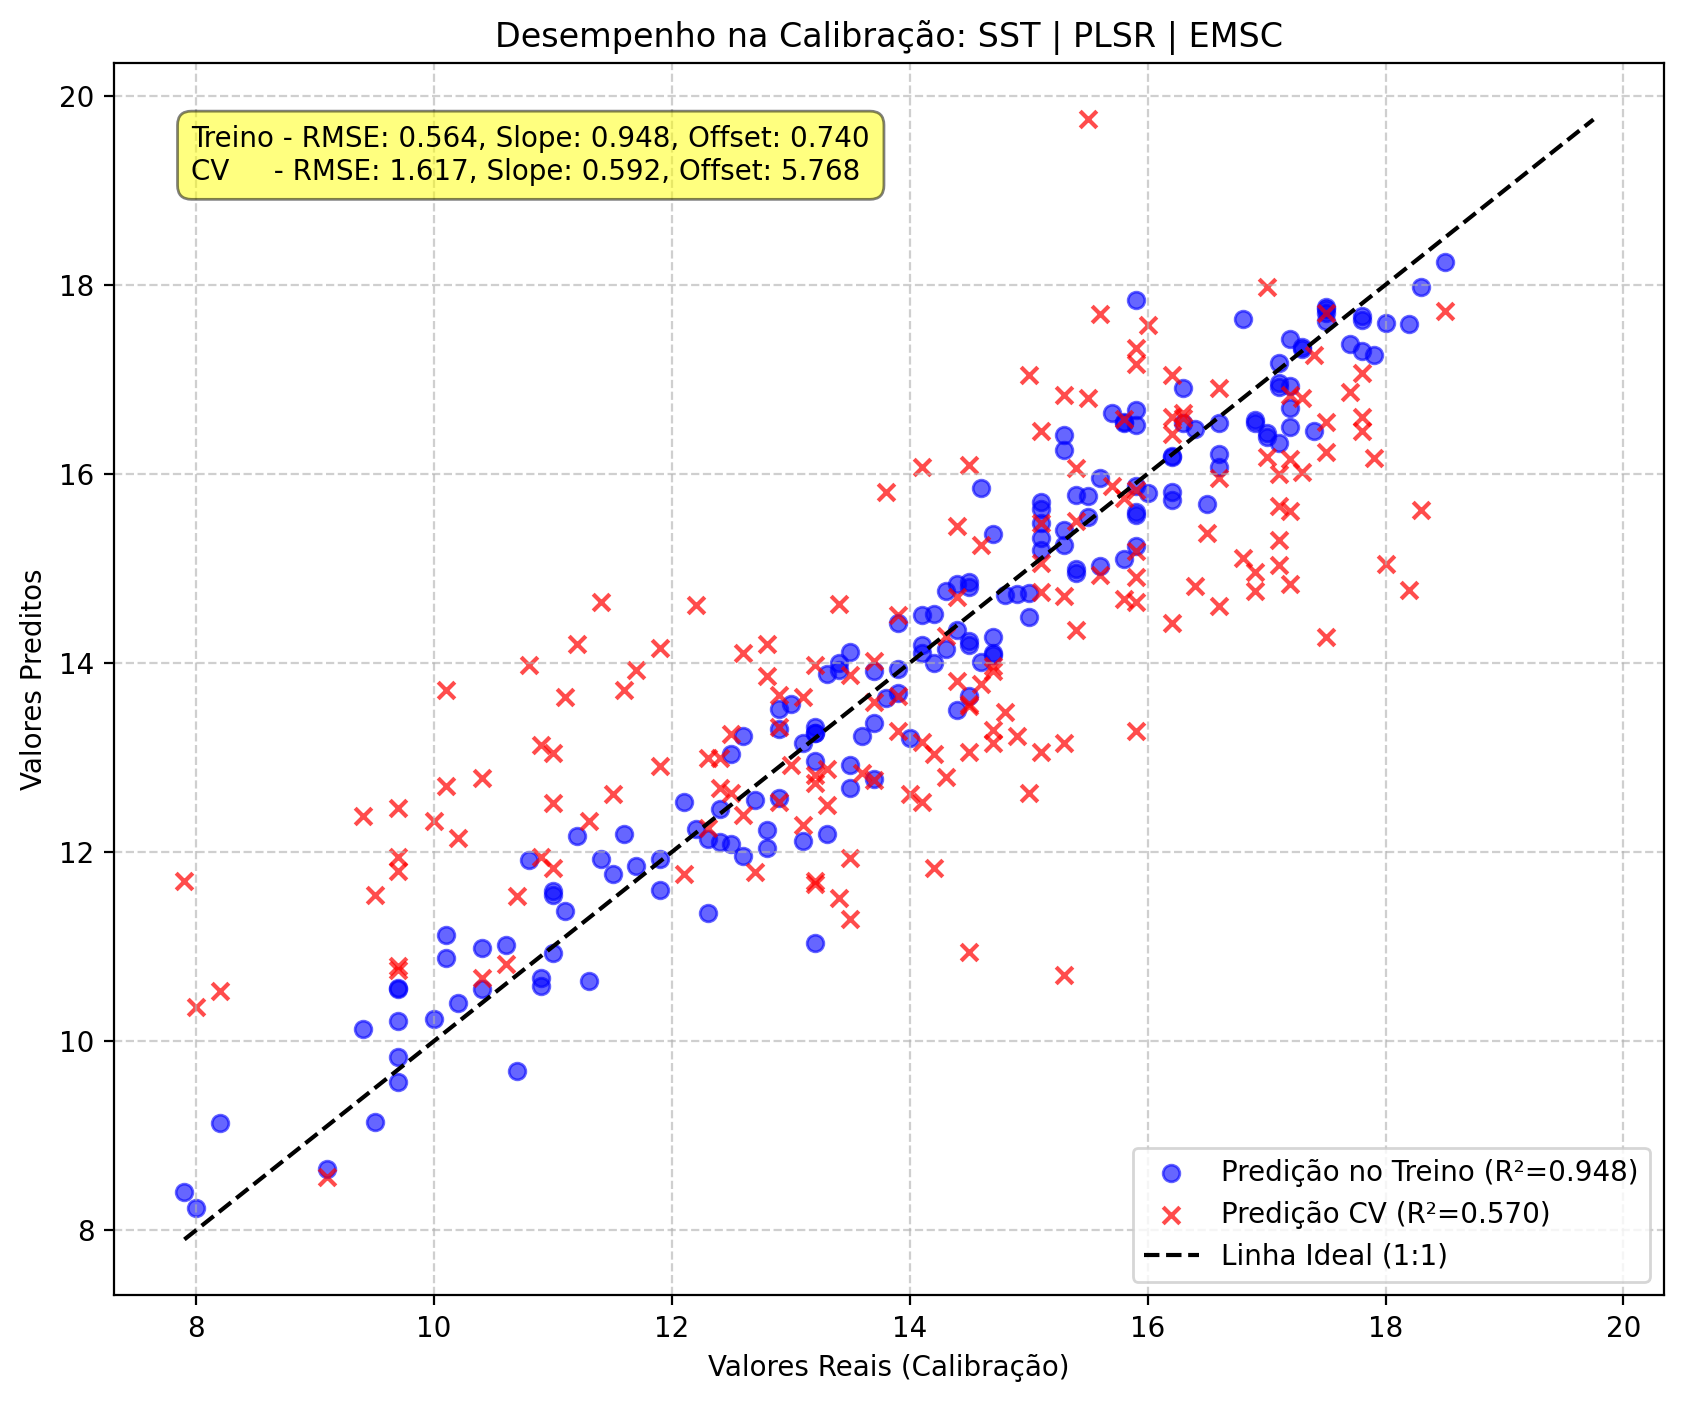 Desempenho na Calibração: SST | PLSR | EMSC
Treino - RMSE: 0.564, Slope: 0.948, Offset: 0.740
CV - RMSE: 1.617, Slope: 0.592, Offset: 5.768
20
18
16
14
12
10
8
Valores Preditos
Predição no Treino (R²=0.948)
Predição CV (R²=0.570)
Linha Ideal (1:1)
8 10 12 14 16 18 20
Valores Reais (Calibração)